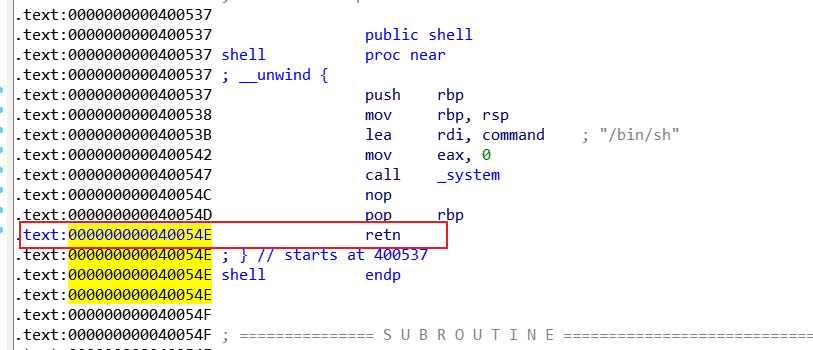 .text:0000000000400537
.text:0000000000400537 public shell
.text:0000000000400537 shell proc near
.text:0000000000400537 ; __unwind {
.text:0000000000400537 push rbp
.text:0000000000400538 mov rbp, rsp
.text:000000000040053B lea rdi, command ; "/bin/sh"
.text:0000000000400542 mov eax, 0
.text:0000000000400547 call _system
.text:000000000040054C nop
.text:000000000040054D pop rbp
.text:000000000040054E retn
.text:000000000040054E ; } // starts at 400537
.text:000000000040054E shell endp
.text:000000000040054E
.text:000000000040054F
.text:000000000040054F ; =============== S U B R O U T I N E ===========================